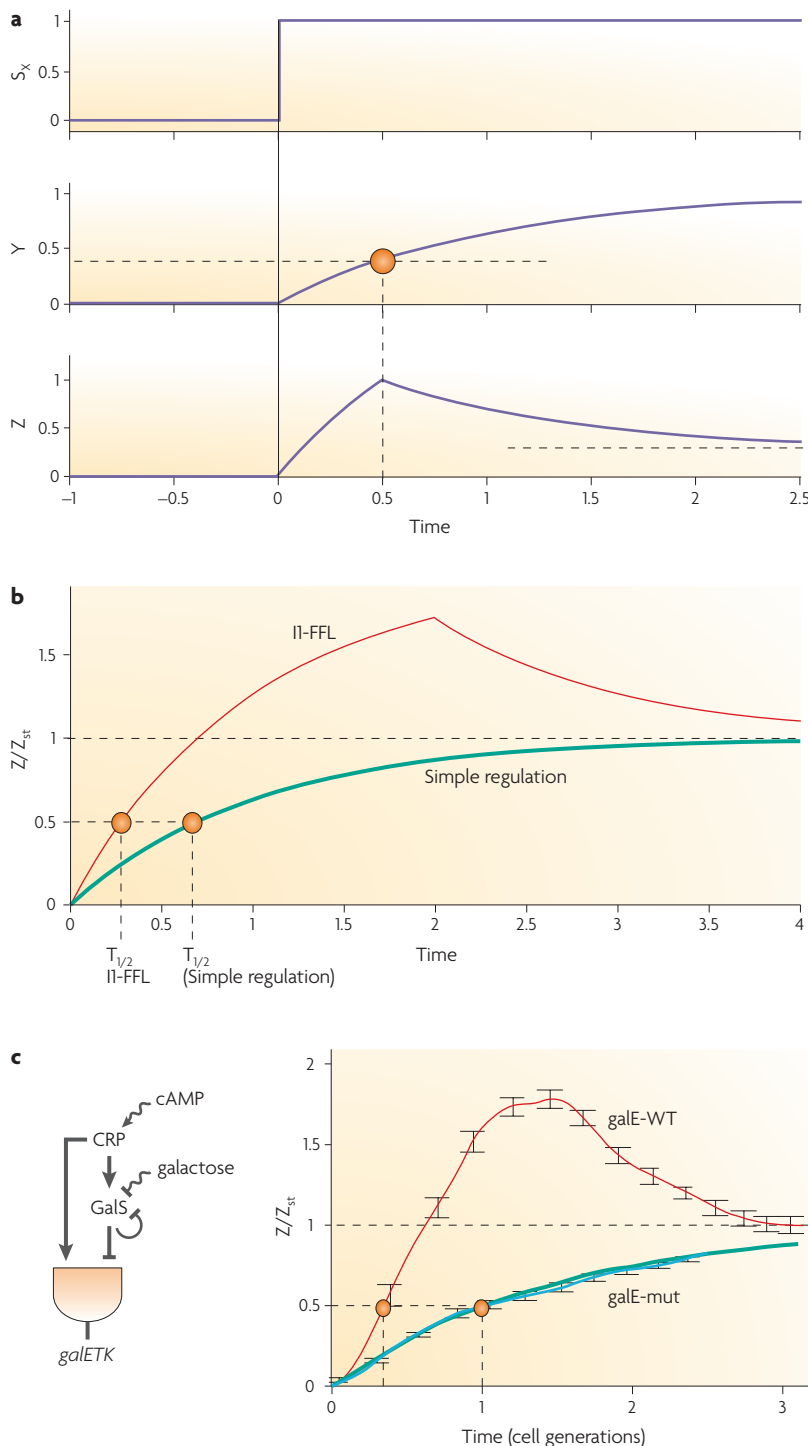 a
1
0.5
0
S_X
1
0.5
0
Y
1
0.5
0
Z
–1
–0.5
0
0.5
1
1.5
2
2.5
Time
b
I1-FFL
1.5
1
Z/Z_st
Simple regulation
0.5
0
0
0.5
1
1.5
2
2.5
3
3.5
4
T_1/2
T_1/2
Time
I1-FFL
(Simple regulation)
c
2
cAMP
galE-WT
CRP
1.5
galactose
GalS
Z/Z_st
1
galE-mut
0.5
galETK
0
0
1
2
3
Time (cell generations)